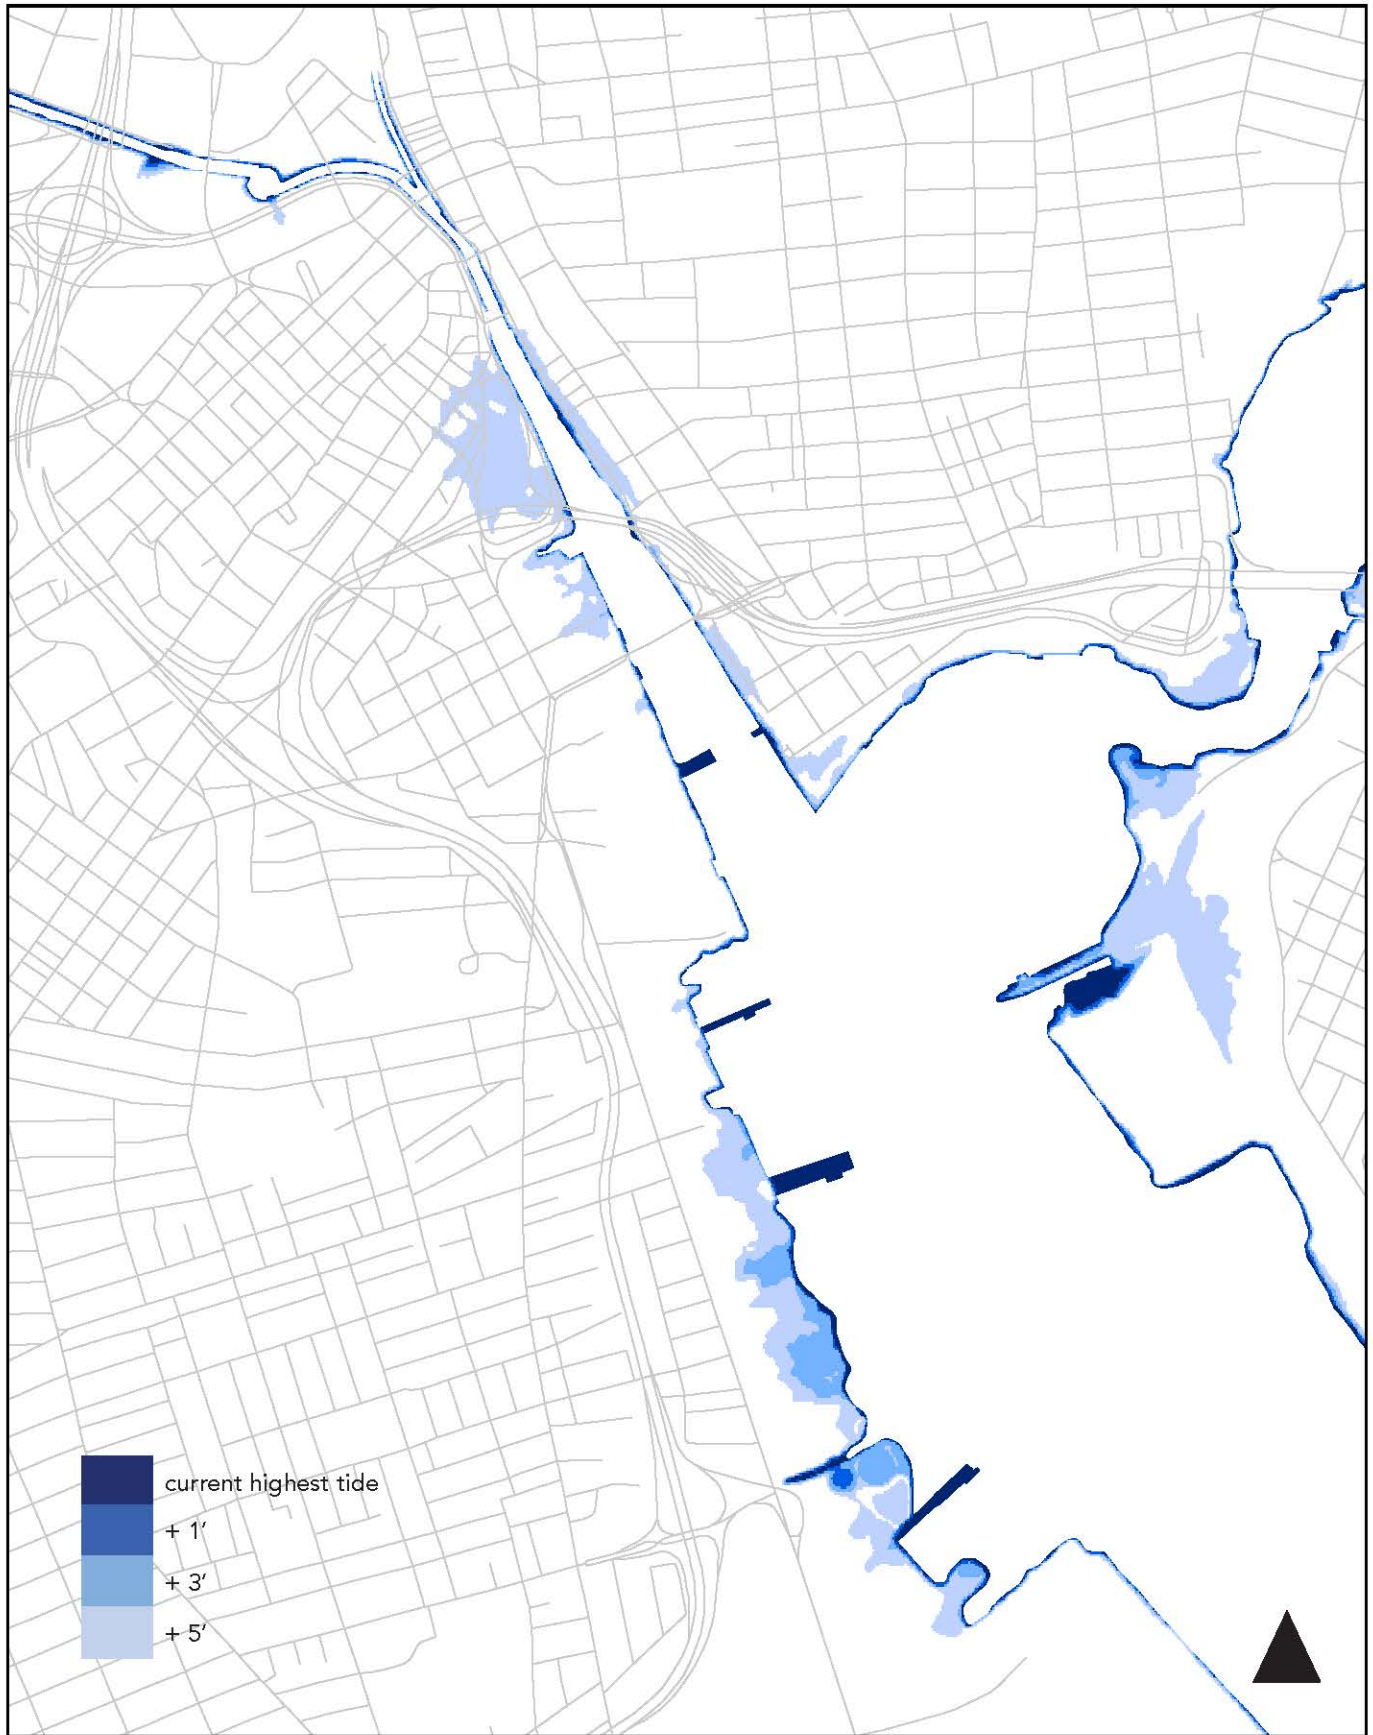 current highest tide
+ 1'
+ 3'
+ 5'